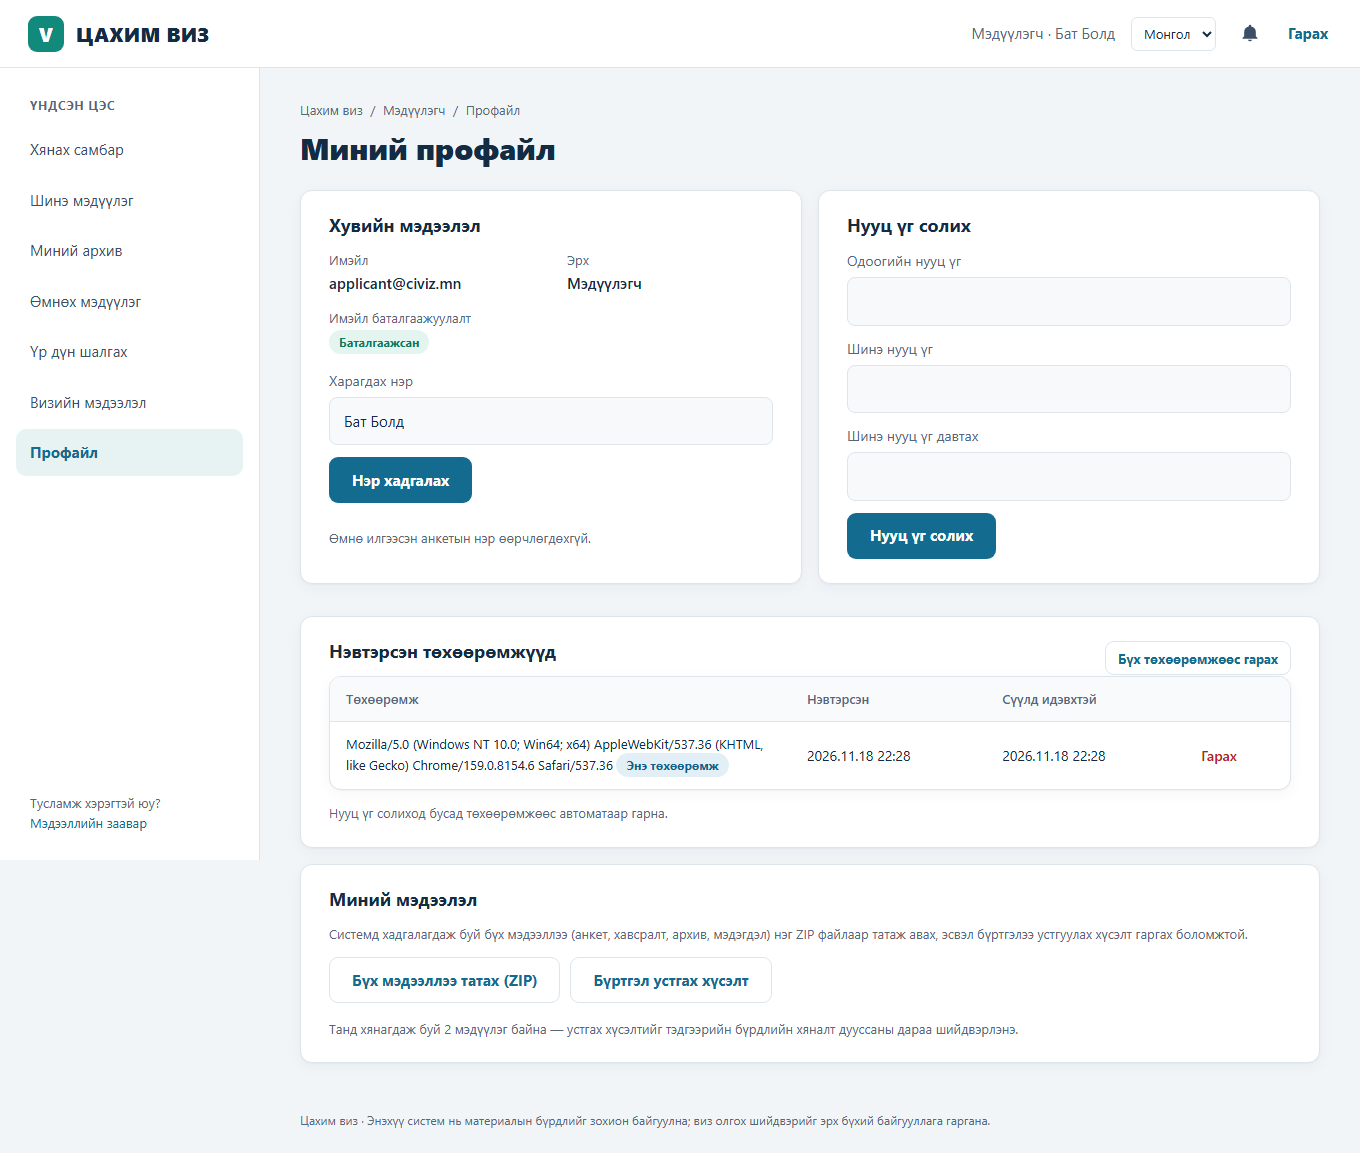 V ЦАХИМ ВИЗ
Мэдүүлэгч · Бат Болд
Монгол
Гарах
ҮНДСЭН ЦЭС
Хянах самбар
Шинэ мэдүүлэг
Миний архив
Өмнөх мэдүүлэг
Үр дүн шалгах
Визийн мэдээлэл
Профайл
Тусламж хэрэгтэй юу?
Мэдээллийн заавар
Цахим виз / Мэдүүлэгч / Профайл
Миний профайл
Хувийн мэдээлэл
Имэйл
applicant@civiz.mn
Эрх
Мэдүүлэгч
Имэйл баталгаажуулалт
Баталгаажсан
Харагдах нэр
Бат Болд
Нэр хадгалах
Өмнө илгээсэн анкетын нэр өөрчлөгдөхгүй.
Нууц үг солих
Одоогийн нууц үг
Шинэ нууц үг
Шинэ нууц үг давтах
Нууц үг солих
Нэвтэрсэн төхөөрөмжүүд
Бүх төхөөрөмжөөс гарах
Төхөөрөмж Нэвтэрсэн Сүүлд идэвхтэй
Mozilla/5.0 (Windows NT 10.0; Win64; x64) AppleWebKit/537.36 (KHTML,
like Gecko) Chrome/159.0.8154.6 Safari/537.36 Энэ төхөөрөмж
2026.11.18 22:28 2026.11.18 22:28 Гарах
Нууц үг солиход бусад төхөөрөмжөөс автоматаар гарна.
Миний мэдээлэл
Системд хадгалагдаж буй бүх мэдээллээ (анкет, хавсралт, архив, мэдэгдэл) нэг ZIP файлаар татаж авах, эсвэл бүртгэлээ устгуулах хүсэлт гаргах боломжтой.
Бүх мэдээллээ татах (ZIP)
Бүртгэл устгах хүсэлт
Танд хянагдаж буй 2 мэдүүлэг байна — устгах хүсэлтийг тэдгээрийн бүрдлийн хяналт дууссаны дараа шийдвэрлэнэ.
Цахим виз · Энэхүү систем нь материалын бүрдлийг зохион байгуулна; виз олгох шийдвэрийг эрх бүхий байгууллага гаргана.